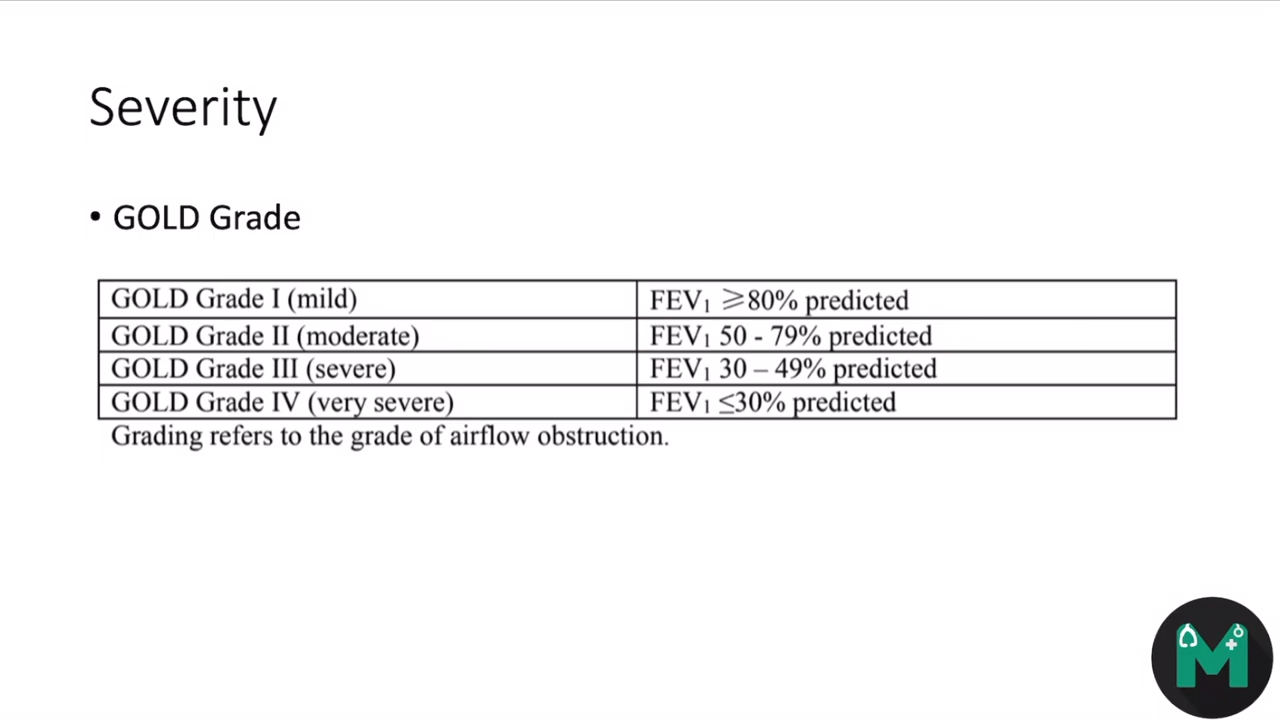 Severity
• GOLD Grade
GOLD Grade I (mild) FEV₁ ⩾80% predicted
GOLD Grade II (moderate) FEV₁ 50 - 79% predicted
GOLD Grade III (severe) FEV₁ 30 – 49% predicted
GOLD Grade IV (very severe) FEV₁ ≤30% predicted
Grading refers to the grade of airflow obstruction.
M